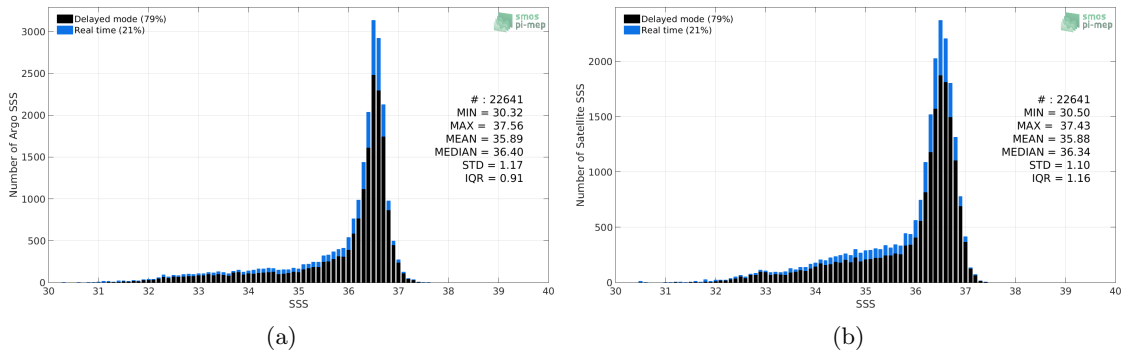 Delayed mode (79%)
Real time (21%)
smos
pi-mep
# : 22641
MIN = 30.32
MAX = 37.56
MEAN = 35.89
MEDIAN = 36.40
STD = 1.17
IQR = 0.91
Number of Argo SSS
3000
2500
2000
1500
1000
500
0
30 31 32 33 34 35 36 37 38 39 40
SSS
(a)
Delayed mode (79%)
Real time (21%)
smos
pi-mep
# : 22641
MIN = 30.50
MAX = 37.43
MEAN = 35.88
MEDIAN = 36.34
STD = 1.10
IQR = 1.16
Number of Satellite SSS
2000
1500
1000
500
0
30 31 32 33 34 35 36 37 38 39 40
SSS
(b)